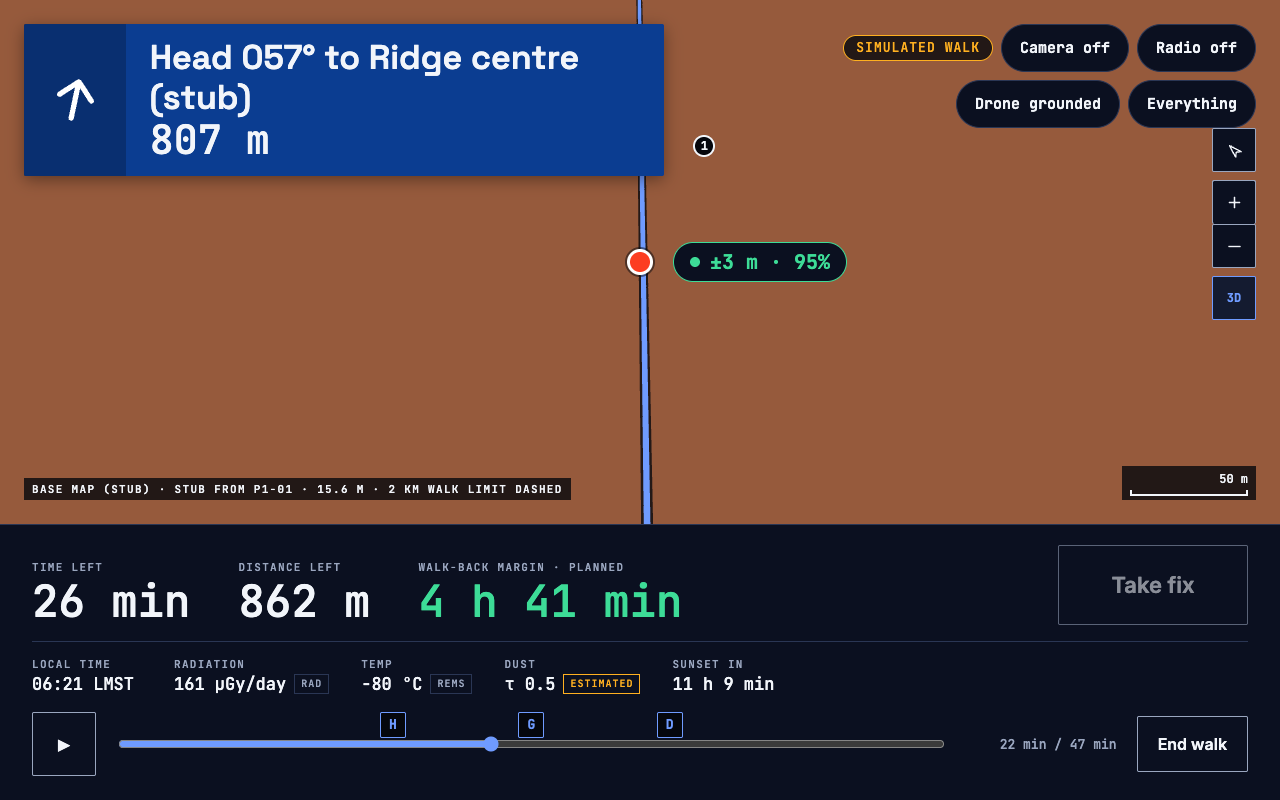 Head 057° to Ridge centre
(stub)
807 m
SIMULATED WALK
Camera off
Radio off
Drone grounded
Everything
1
±3 m · 95%
+
−
3D
BASE MAP (STUB) · STUB FROM P1-01 · 15.6 M · 2 KM WALK LIMIT DASHED
50 m
TIME LEFT
26 min
DISTANCE LEFT
862 m
WALK-BACK MARGIN · PLANNED
4 h 41 min
Take fix
LOCAL TIME
06:21 LMST
RADIATION
161 µGy/day RAD
TEMP
-80 °C REMS
DUST
τ 0.5 ESTIMATED
SUNSET IN
11 h 9 min
H
G
D
22 min / 47 min
End walk